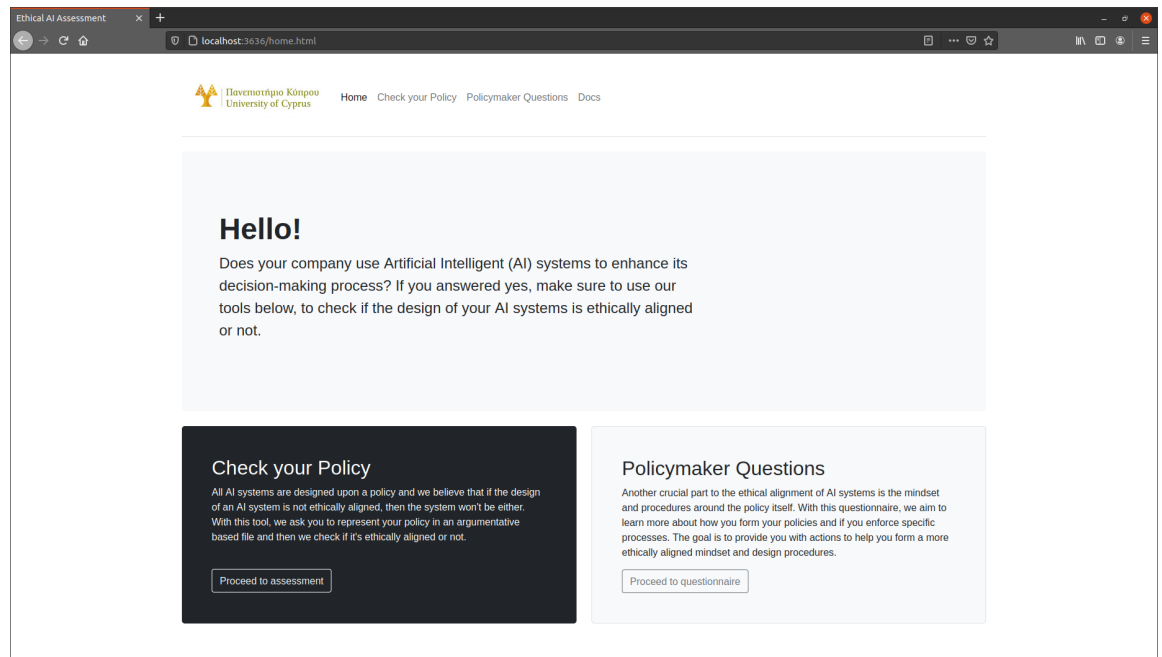 Ethical AI Assessment
localhost:3636/home.html
Πανεπιστήμιο Κύπρου
University of Cyprus
Home Check your Policy Policymaker Questions Docs
Hello!
Does your company use Artificial Intelligent (AI) systems to enhance its
decision-making process? If you answered yes, make sure to use our
tools below, to check if the design of your AI systems is ethically aligned
or not.
Check your Policy
All AI systems are designed upon a policy and we believe that if the design
of an AI system is not ethically aligned, then the system won't be either.
With this tool, we ask you to represent your policy in an argumentative
based file and then we check if it's ethically aligned or not.
Proceed to assessment
Policymaker Questions
Another crucial part to the ethical alignment of AI systems is the mindset
and procedures around the policy itself. With this questionnaire, we aim to
learn more about how you form your policies and if you enforce specific
processes. The goal is to provide you with actions to help you form a more
ethically aligned mindset and design procedures.
Proceed to questionnaire